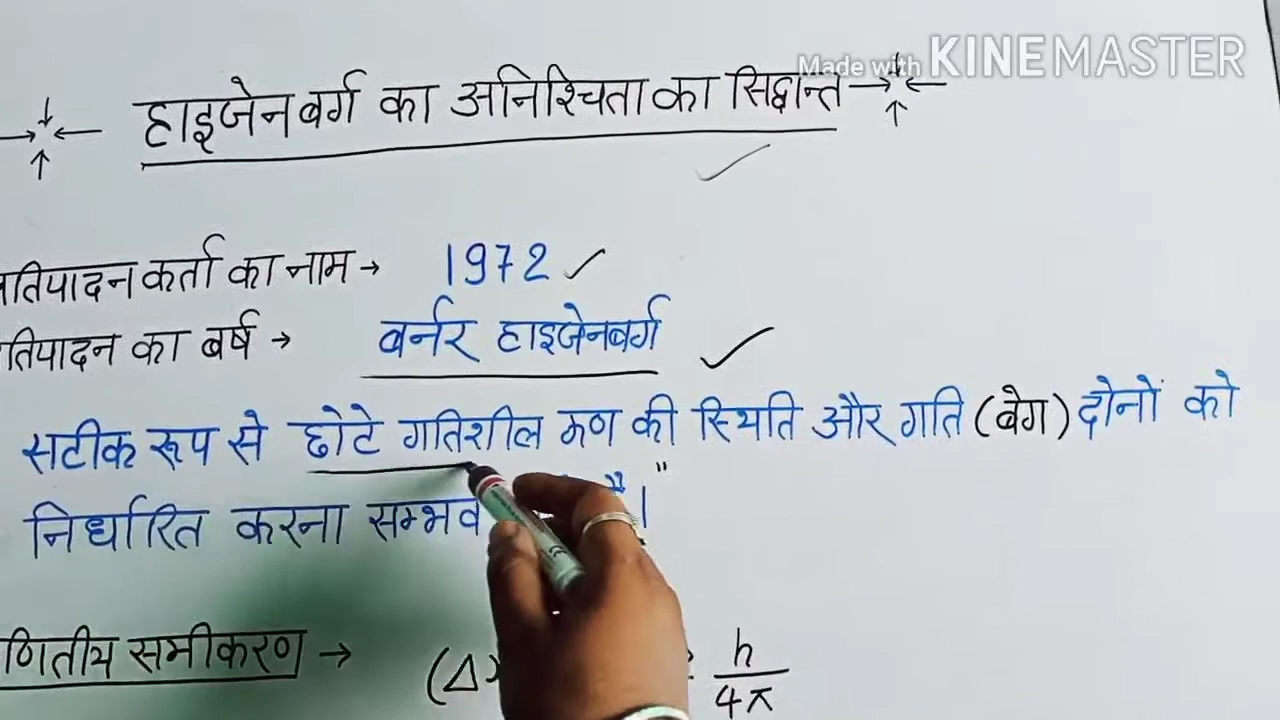 Made with KINEMASTER
हाइजेनबर्ग का अनिश्चिता का सिद्धान्त
तिपादन कर्ता का नाम → 1972
तिपादन का बर्ष → बर्नर हाइजेनबर्ग
सटीक रूप से छोटे गतिशील कण की स्थिति और गति (बेग) दोनों को
निर्धारित करना सम्भव है।"
णितीय समीकरण → (Δx h/4π